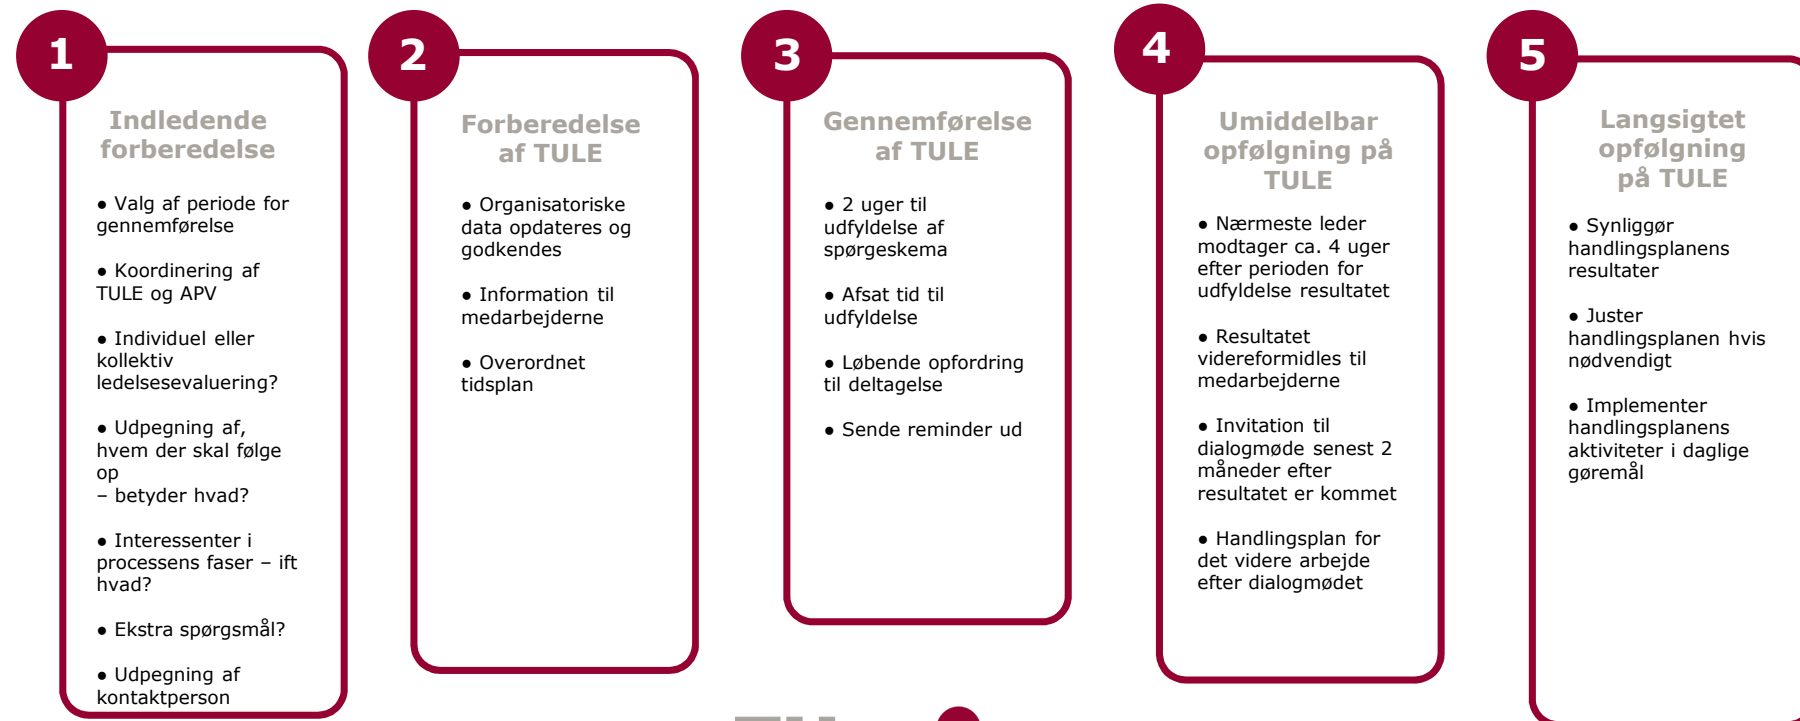 1
Indledende
forberedelse
● Valg af periode for
gennemførelse
● Koordinering af
TULE og APV
● Individuel eller
kollektiv
ledelsesevaluering?
● Udpegning af,
hvem der skal følge
op
– betyder hvad?
● Interessenter i
processens faser – ift
hvad?
● Ekstra spørgsmål?
● Udpegning af
kontaktperson
2
Forberedelse
af TULE
● Organisatoriske
data opdateres og
godkendes
● Information til
medarbejderne
● Overordnet
tidsplan
3
Gennemførelse
af TULE
● 2 uger til
udfyldelse af
spørgeskema
● Afsat tid til
udfyldelse
● Løbende opfordring
til deltagelse
● Sende reminder ud
4
Umiddelbar
opfølgning på
TULE
● Nærmeste leder
modtager ca. 4 uger
efter perioden for
udfyldelse resultatet
● Resultatet
videreformidles til
medarbejderne
● Invitation til
dialogmøde senest 2
måneder efter
resultatet er kommet
● Handlingsplan for
det videre arbejde
efter dialogmødet
5
Langsigtet
opfølgning
på TULE
● Synliggør
handlingsplanens
resultater
● Juster
handlingsplanen hvis
nødvendigt
● Implementer
handlingsplanens
aktiviteter i daglige
gøremål